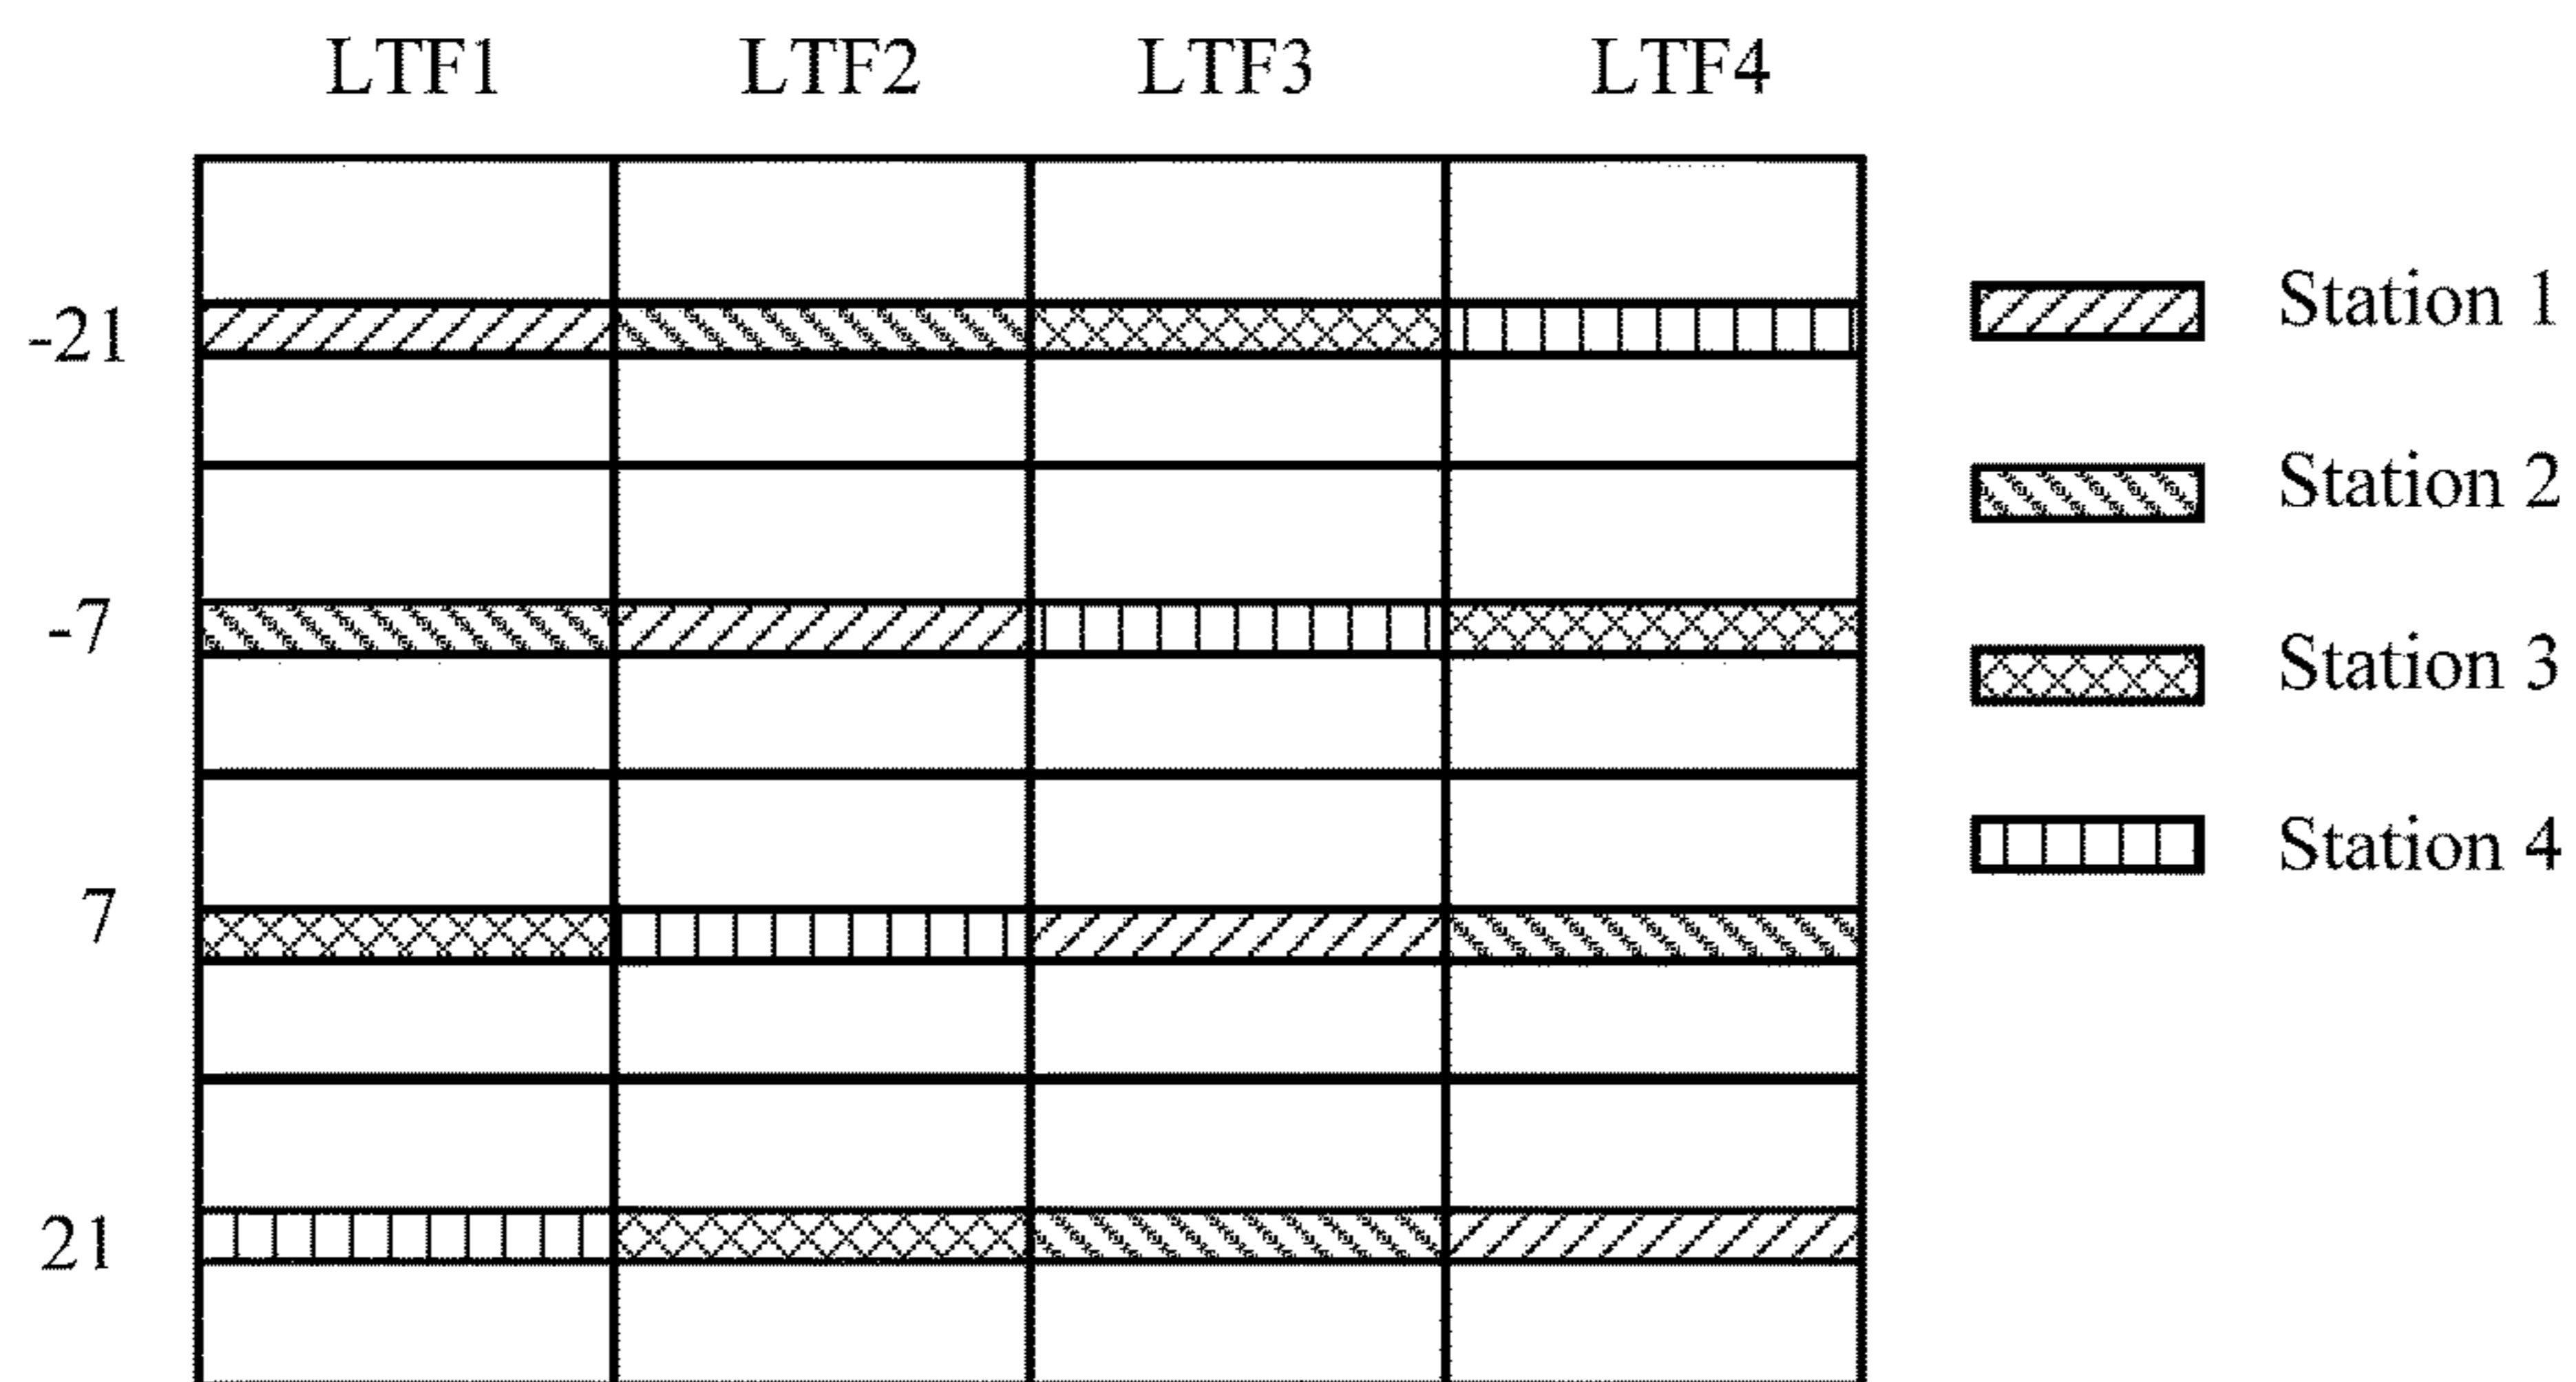 LTF1 LTF2 LTF3 LTF4
-21
Station 1
Station 2
-7
Station 3
Station 4
7
21